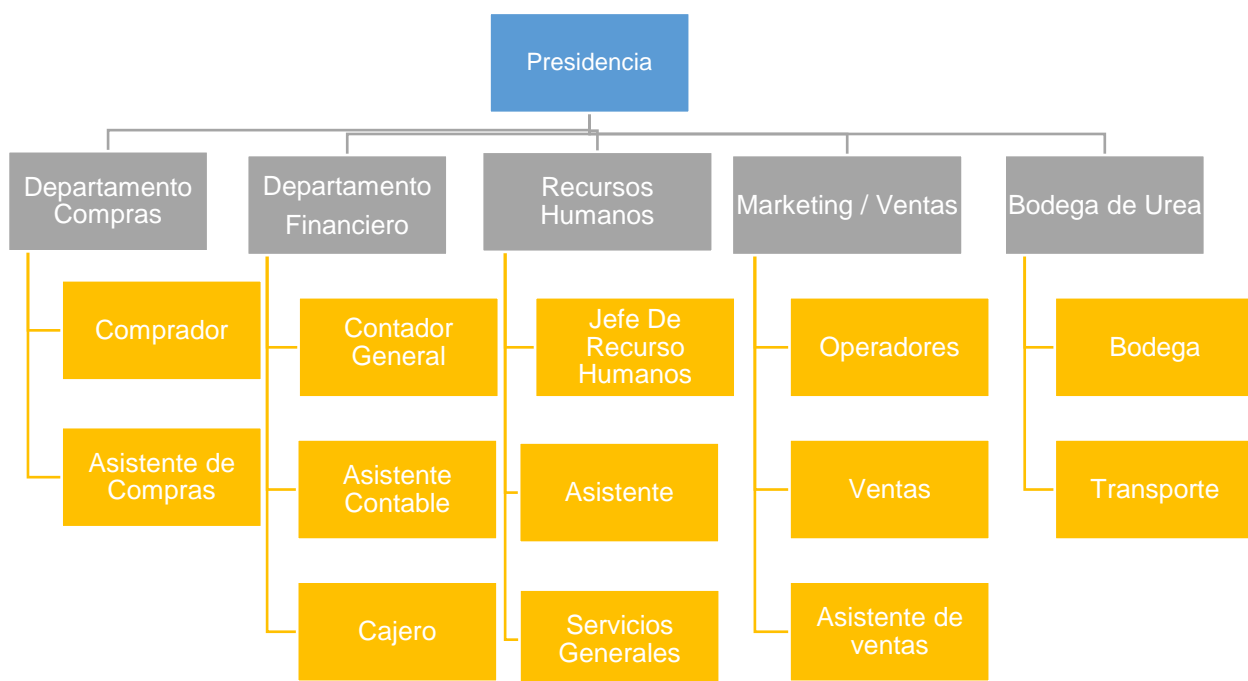 Presidencia
Departamento
Compras
Departamento
Financiero
Recursos
Humanos
Marketing / Ventas
Bodega de Urea
Comprador
Asistente de
Compras
Contador
General
Asistente
Contable
Cajero
Jefe De
Recurso
Humanos
Asistente
Servicios
Generales
Operadores
Ventas
Asistente de
ventas
Bodega
Transporte